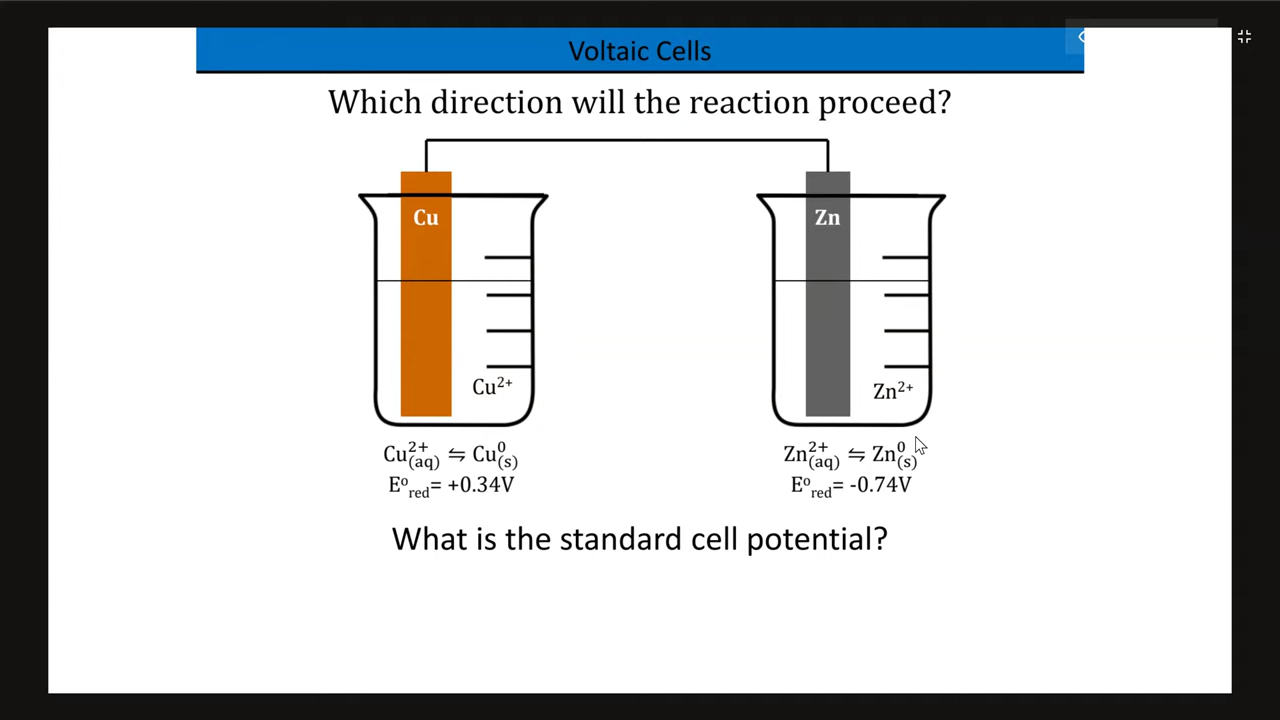 Voltaic Cells
Which direction will the reaction proceed?
Cu
Zn
Cu²⁺
Zn²⁺
Cu²⁺(aq) ⇋ Cu⁰(s)
E°red= +0.34V
Zn²⁺(aq) ⇋ Zn⁰(s)
E°red= -0.74V
What is the standard cell potential?